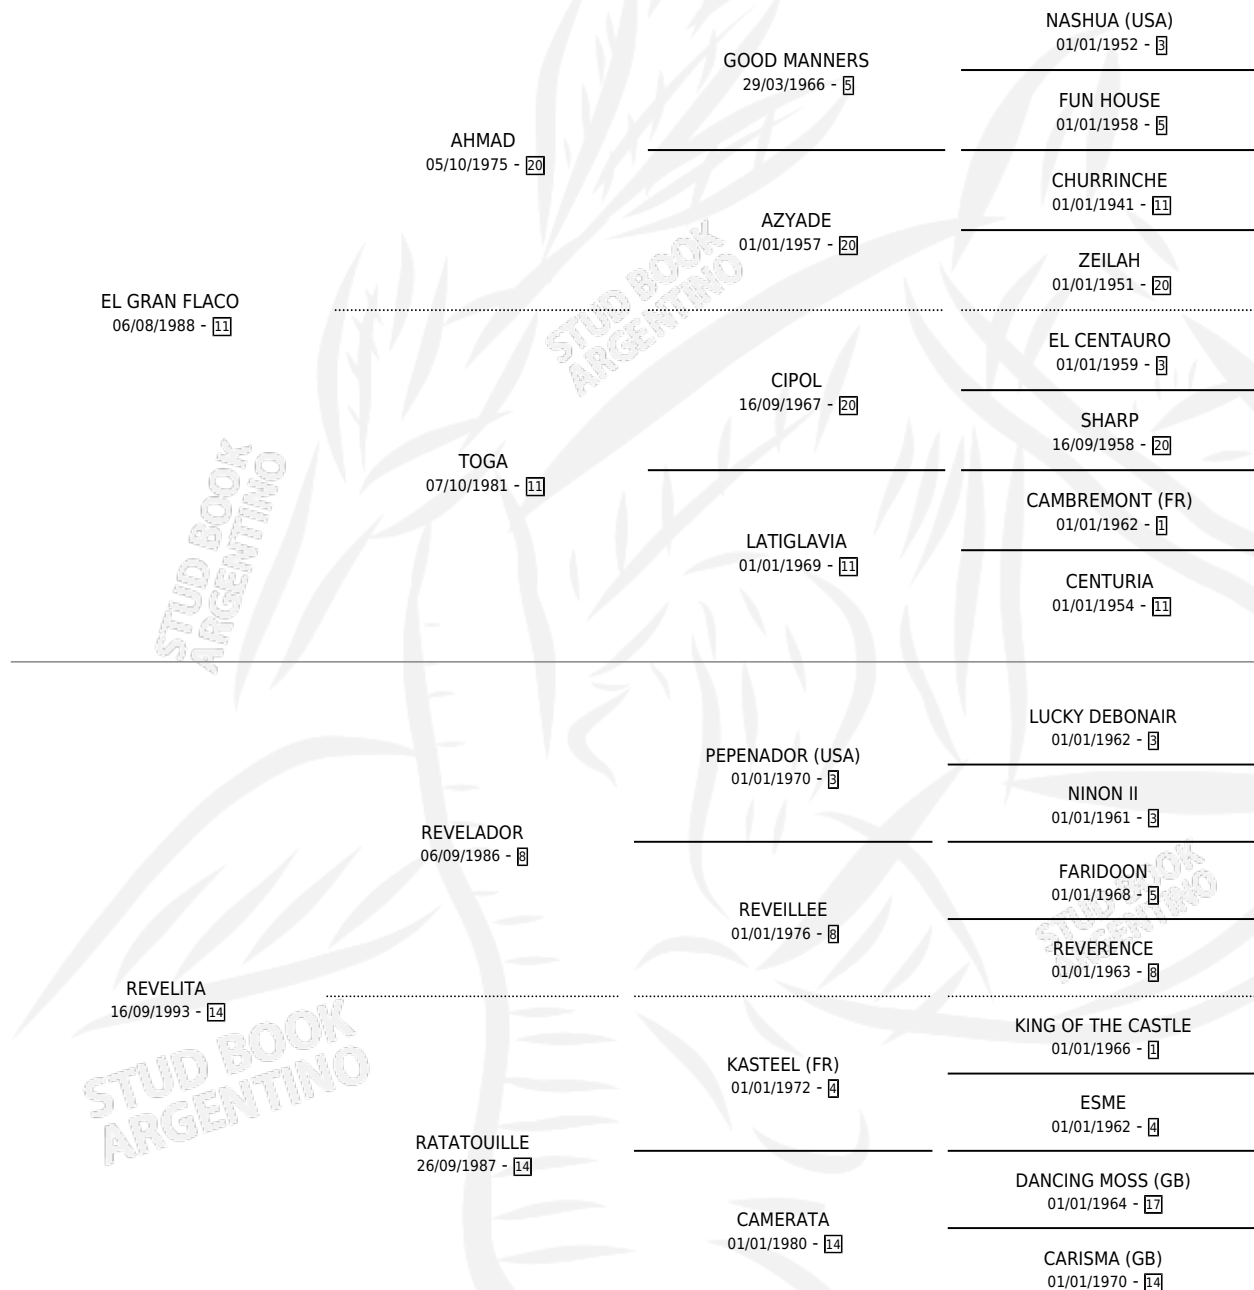 NASHUA (USA)
01/01/1952 - 3
GOOD MANNERS
29/03/1966 - 5
FUN HOUSE
01/01/1958 - 5
AHMAD
05/10/1975 - 20
CHURRINCHE
01/01/1941 - 11
AZYADE
01/01/1957 - 20
ZEILAH
01/01/1951 - 20
STUD BOOK
ARGENTINO
EL GRAN FLACO
06/08/1988 - 11
EL CENTAURO
01/01/1959 - 3
CIPOL
16/09/1967 - 20
SHARP
16/09/1958 - 20
TOGA
07/10/1981 - 11
CAMBREMONT (FR)
01/01/1962 - 1
LATIGLAVIA
01/01/1969 - 11
CENTURIA
01/01/1954 - 11
STUD BOOK
ARGENTINO
LUCKY DEBONAIR
01/01/1962 - 3
PEPENADOR (USA)
01/01/1970 - 3
NINON II
01/01/1961 - 3
REVELADOR
06/09/1986 - 8
FARIDOON
01/01/1968 - 5
REVEILLEE
01/01/1976 - 8
REVERENCE
01/01/1963 - 8
STUD BOOK
ARGENTINO
REVELITA
16/09/1993 - 14
KING OF THE CASTLE
01/01/1966 - 1
KASTEEL (FR)
01/01/1972 - 4
ESME
01/01/1962 - 4
STUD BOOK
ARGENTINO
RATATOUILLE
26/09/1987 - 14
DANCING MOSS (GB)
01/01/1964 - 17
CAMERATA
01/01/1980 - 14
CARISMA (GB)
01/01/1970 - 14